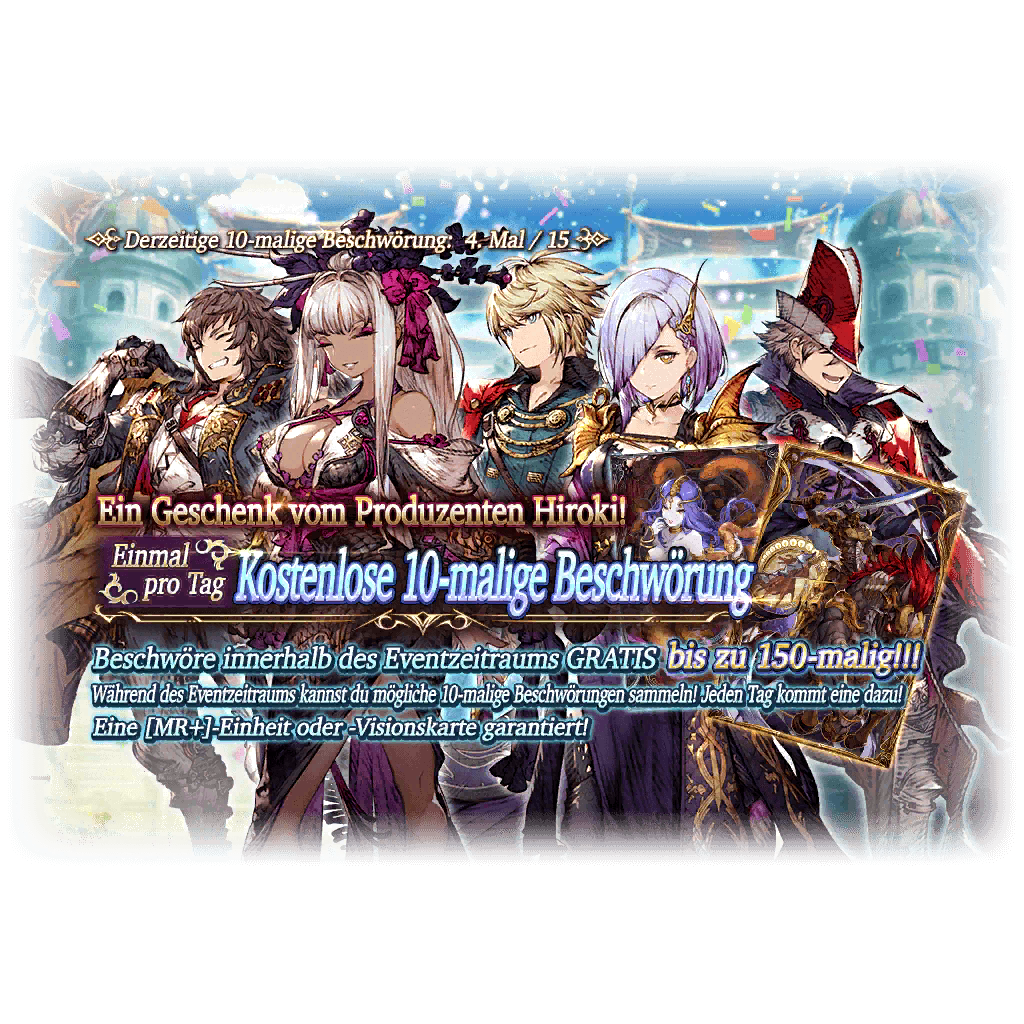 Derzeitige 10-malige Beschwörung: 4. Mal / 15
Ein Geschenk vom Produzenten Hiroki!
Einmal
pro Tag
Kostenlose 10-malige Beschwörung
Beschwöre innerhalb des Eventzeitraums GRATIS bis zu 150-malig!!!
Während des Eventzeitraums kannst du mögliche 10-malige Beschwörungen sammeln! Jeden Tag kommt eine dazu!
Eine [MR+]-Einheit oder -Visionskarte garantiert!